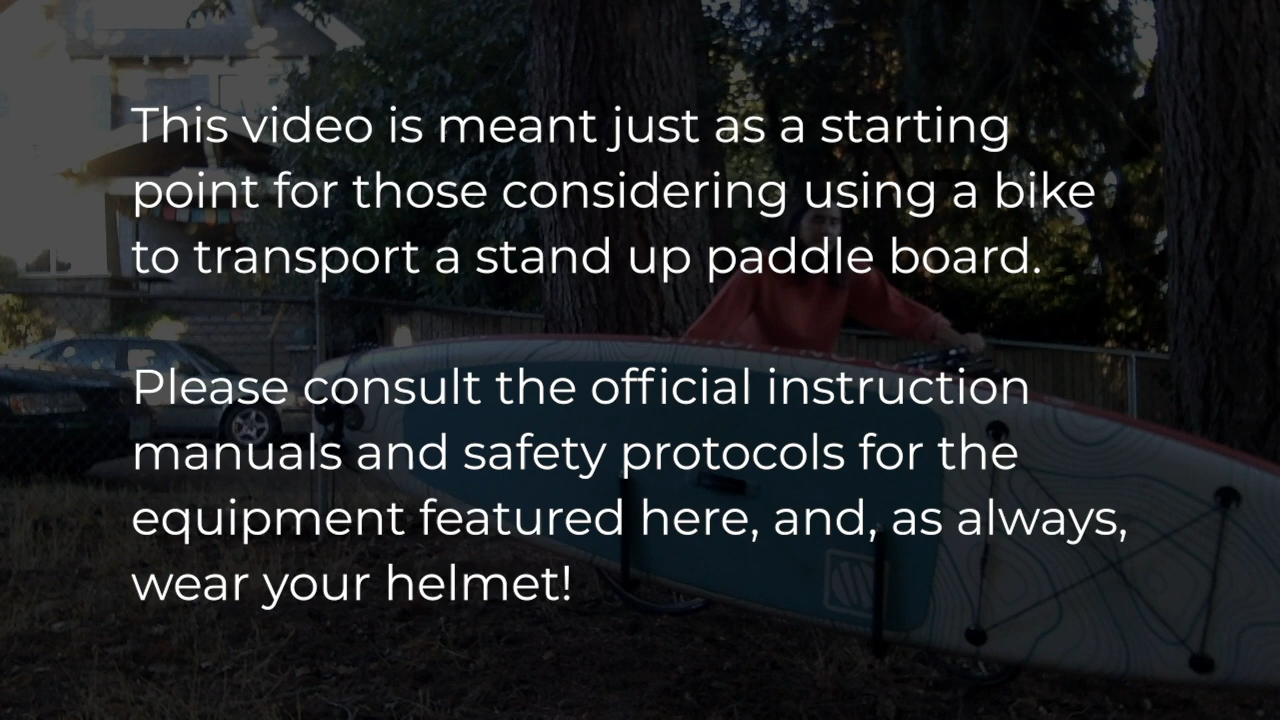 This video is meant just as a starting
point for those considering using a bike
to transport a stand up paddle board.
Please consult the official instruction
manuals and safety protocols for the
equipment featured here, and, as always,
wear your helmet!